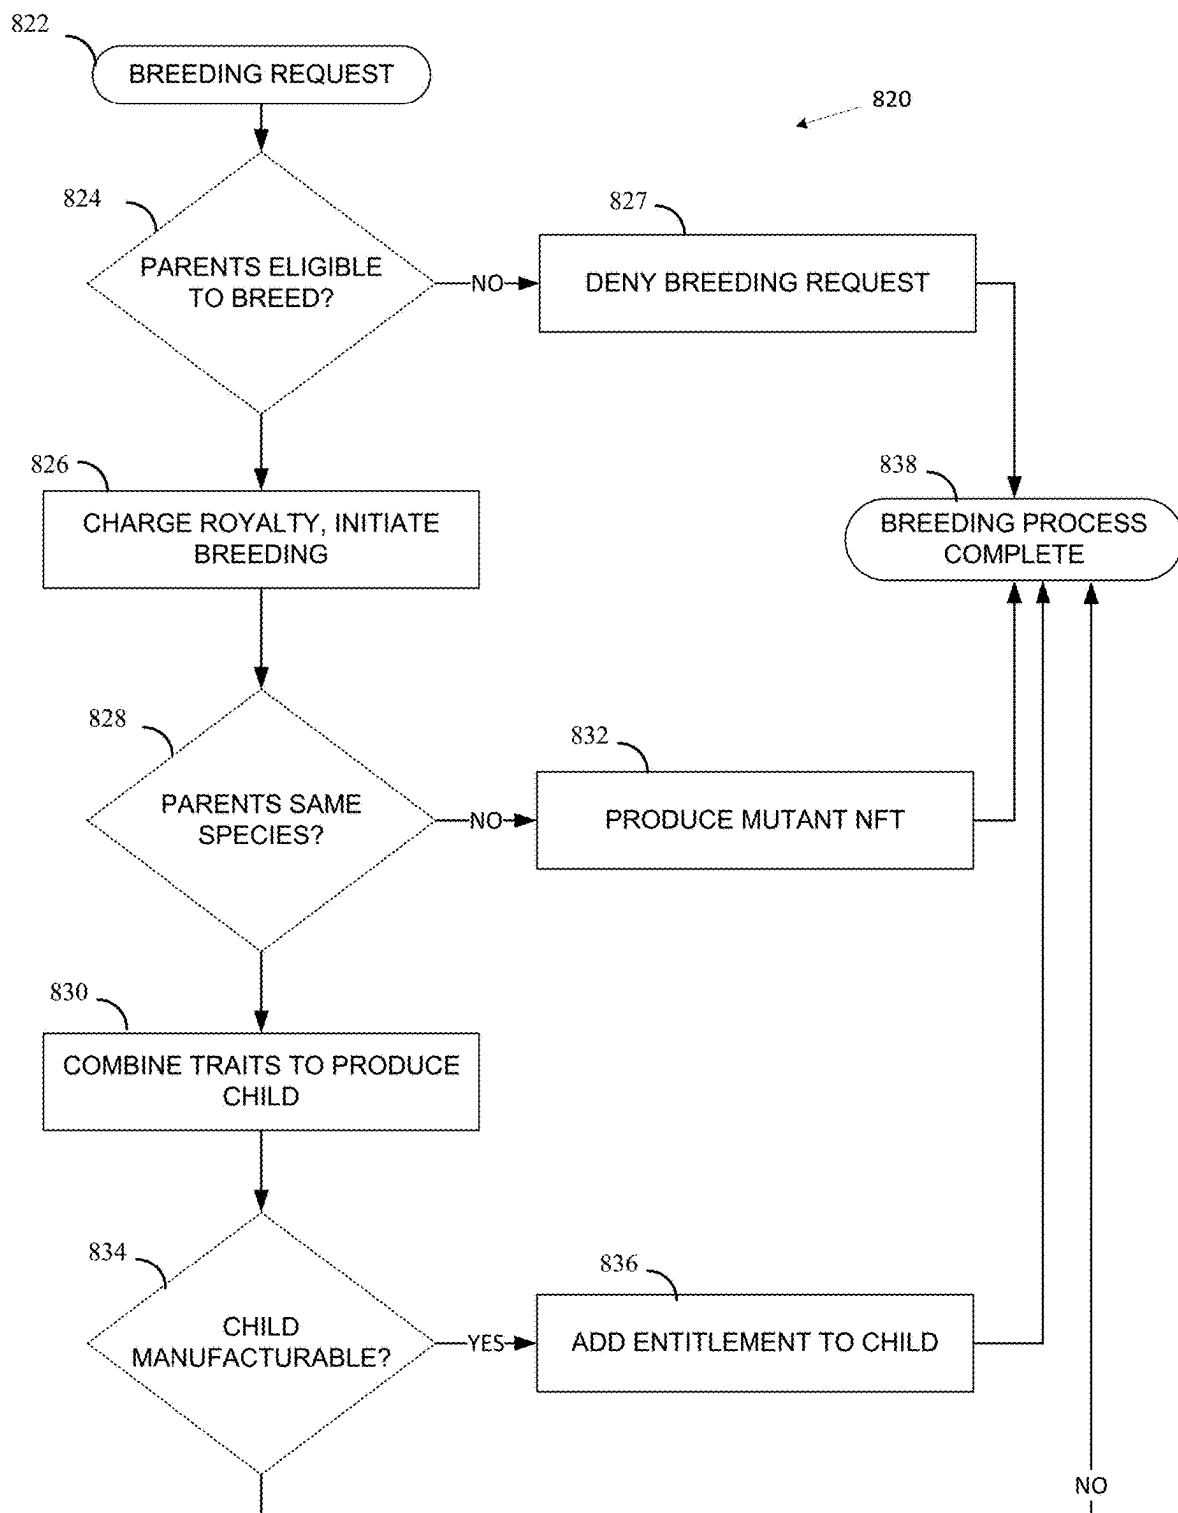 822
BREEDING REQUEST
820
824
PARENTS ELIGIBLE
TO BREED?
NO
827
DENY BREEDING REQUEST
826
CHARGE ROYALTY, INITIATE
BREEDING
838
BREEDING PROCESS
COMPLETE
828
PARENTS SAME
SPECIES?
NO
832
PRODUCE MUTANT NFT
830
COMBINE TRAITS TO PRODUCE
CHILD
834
CHILD
MANUFACTURABLE?
YES
836
ADD ENTITLEMENT TO CHILD
NO